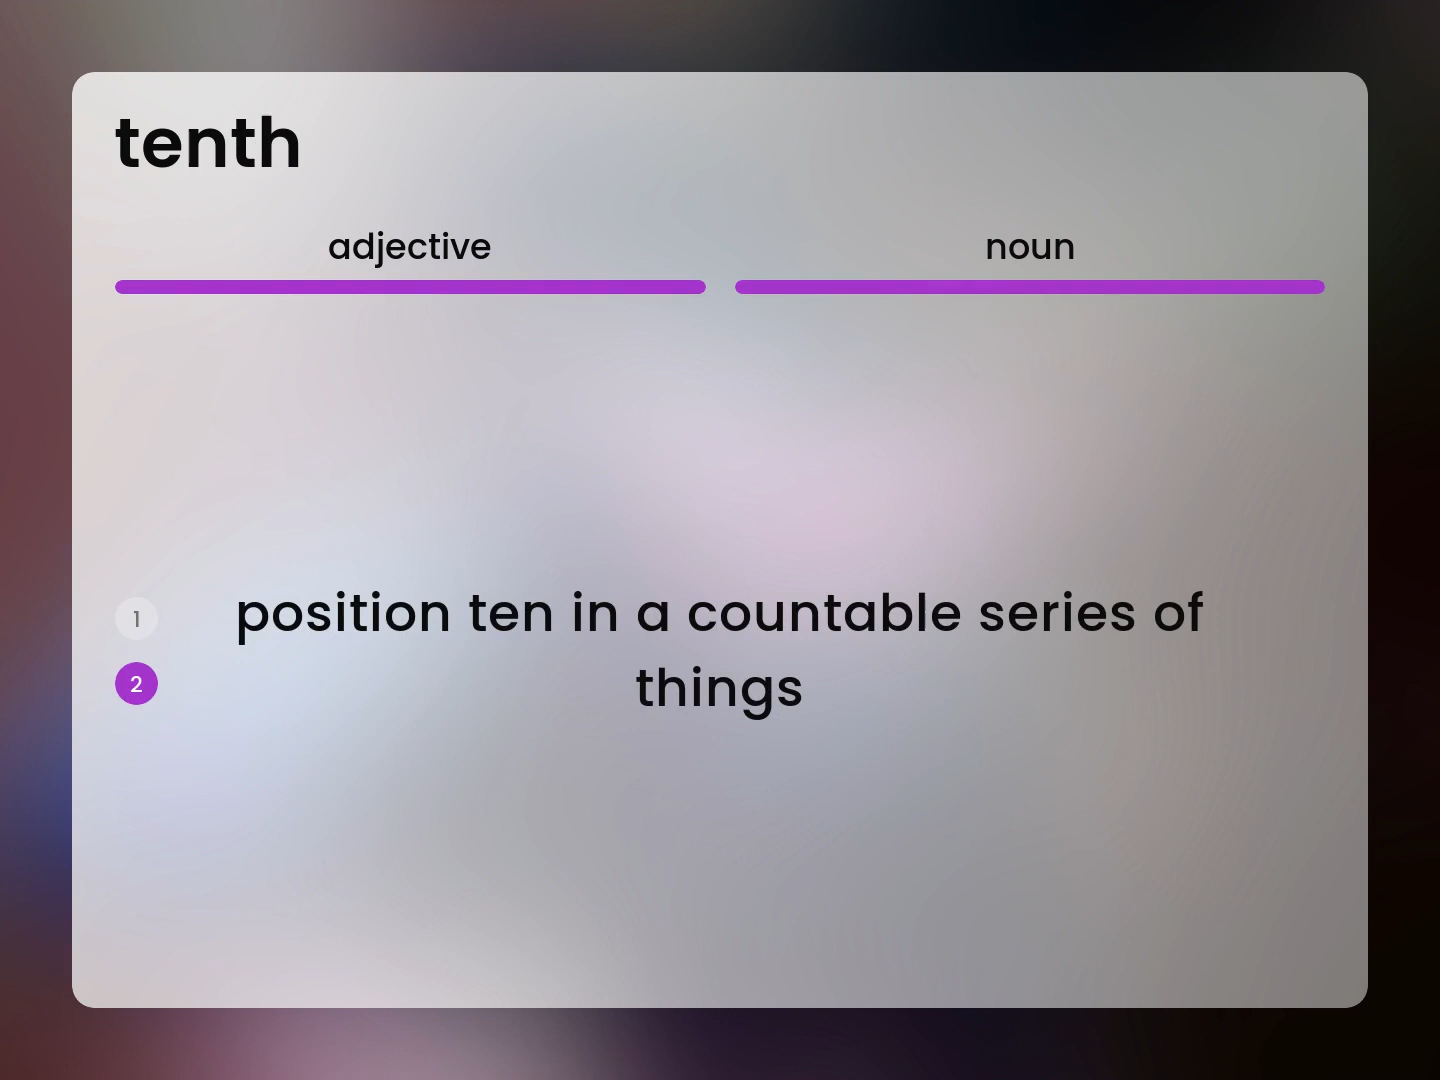 tenth
adjective
noun
1
2
position ten in a countable series of
things